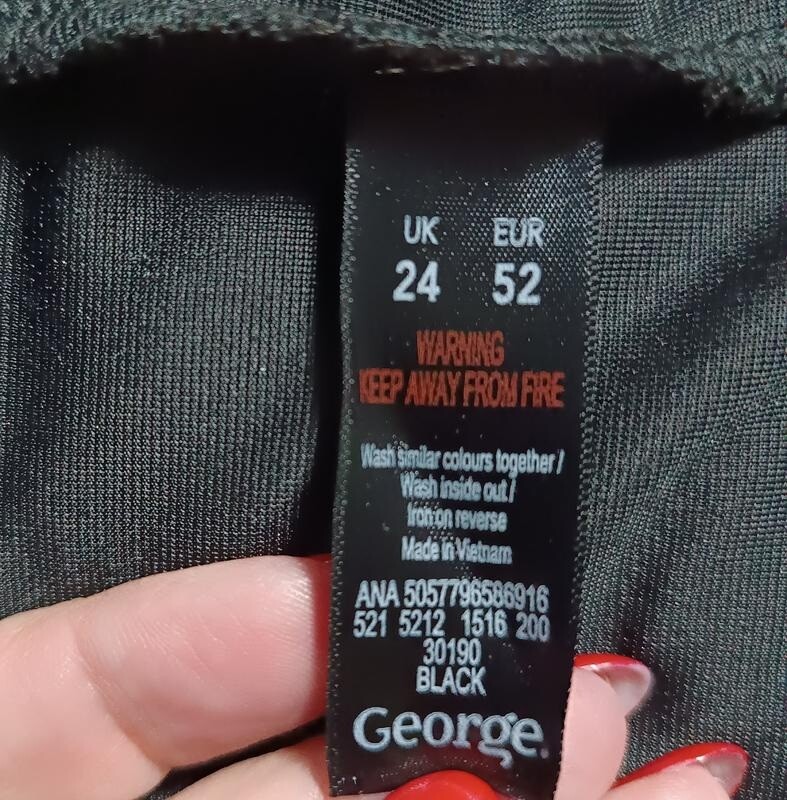 UK EUR
24 52
WARNING
KEEP AWAY FROM FIRE
Wash similar colours together /
Wash inside out /
Iron on reverse
Made in Vietnam
ANA 5057796586916
521 5212 1516 200
30190
BLACK
George.